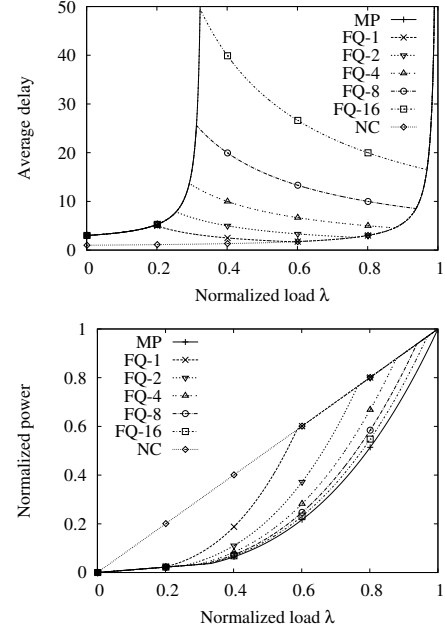 Average delay
50
40
30
20
10
0
0 0.2 0.4 0.6 0.8 1
Normalized load λ
MP
FQ-1
FQ-2
FQ-4
FQ-8
FQ-16
NC
Normalized power
1
0.8
0.6
0.4
0.2
0
0 0.2 0.4 0.6 0.8 1
Normalized load λ
MP
FQ-1
FQ-2
FQ-4
FQ-8
FQ-16
NC